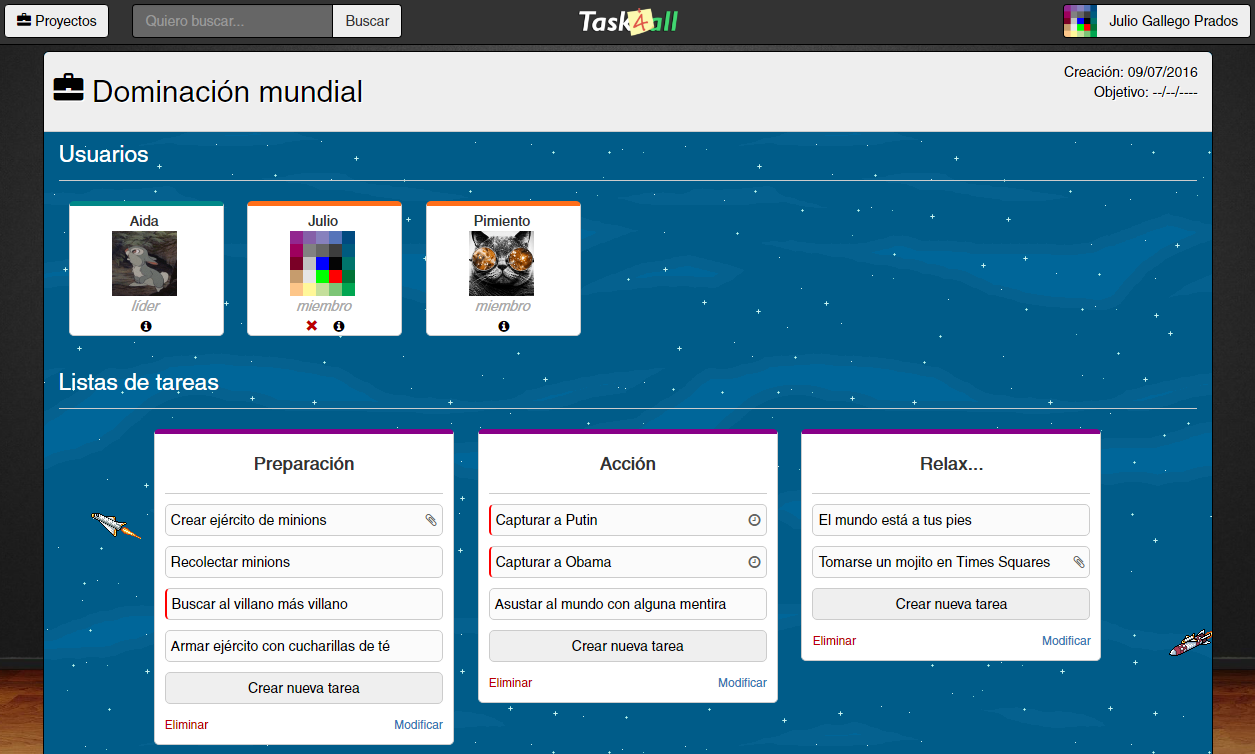 Proyectos
Quiero buscar...
Buscar
Task4all
Julio Gallego Prados
Dominación mundial
Creación: 09/07/2016
Objetivo: --/--/----
Usuarios
Aida
líder
Julio
miembro
Pimiento
miembro
Listas de tareas
Preparación
Crear ejército de minions
Recolectar minions
Buscar al villano más villano
Armar ejército con cucharillas de té
Crear nueva tarea
Eliminar
Modificar
Acción
Capturar a Putin
Capturar a Obama
Asustar al mundo con alguna mentira
Crear nueva tarea
Eliminar
Modificar
Relax...
El mundo está a tus pies
Tomarse un mojito en Times Squares
Crear nueva tarea
Eliminar
Modificar